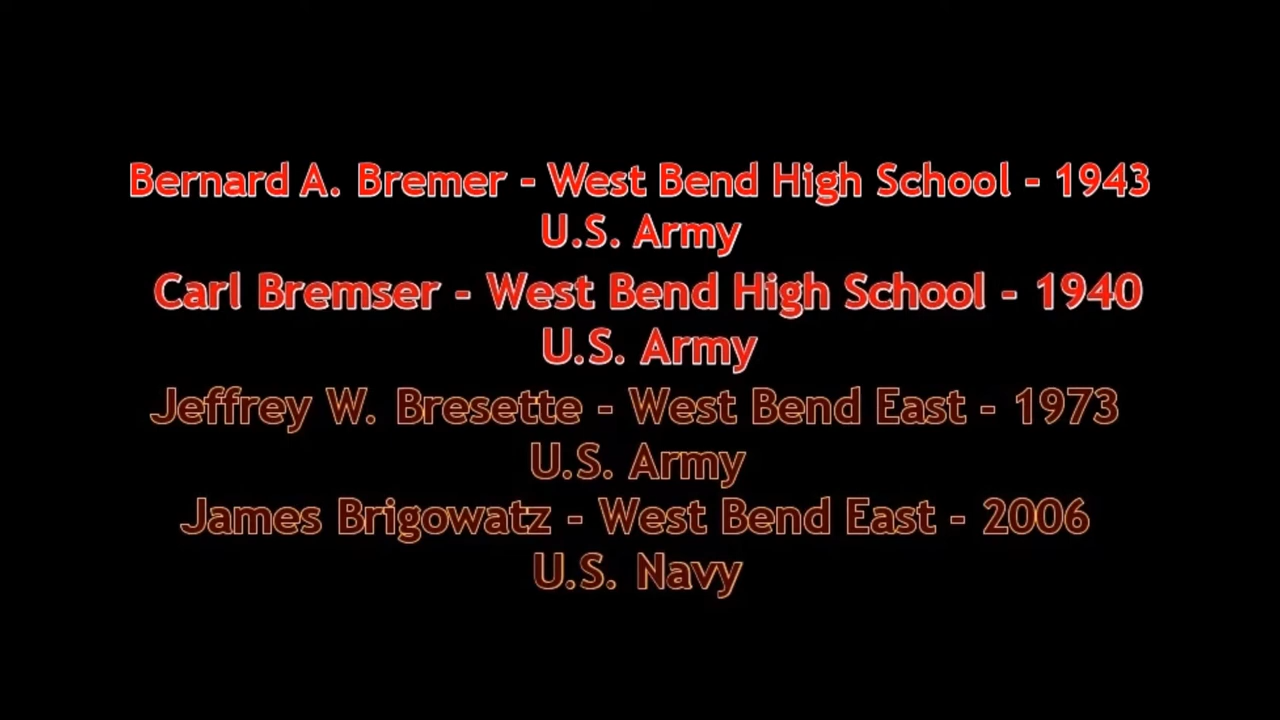 Bernard A. Bremer - West Bend High School - 1943
U.S. Army
Carl Bremser - West Bend High School - 1940
U.S. Army
Jeffrey W. Bresette - West Bend East - 1973
U.S. Army
James Brigowatz - West Bend East - 2006
U.S. Navy